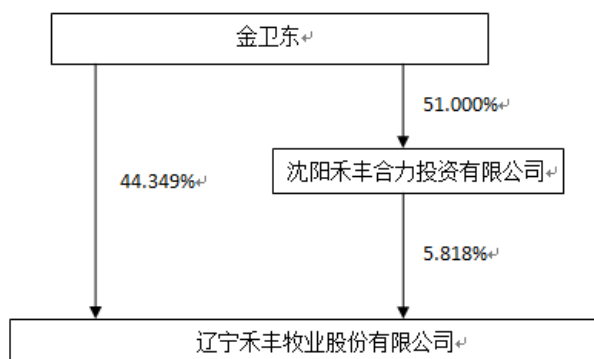 金卫东
51.000%
沈阳禾丰合力投资有限公司
44.349%
5.818%
辽宁禾丰牧业股份有限公司